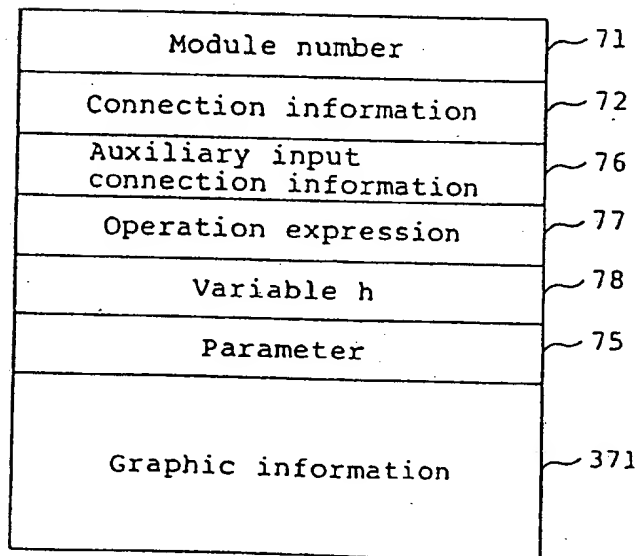 Module number 71
Connection information 72
Auxiliary input
connection information 76
Operation expression 77
Variable h 78
Parameter 75
Graphic information 371